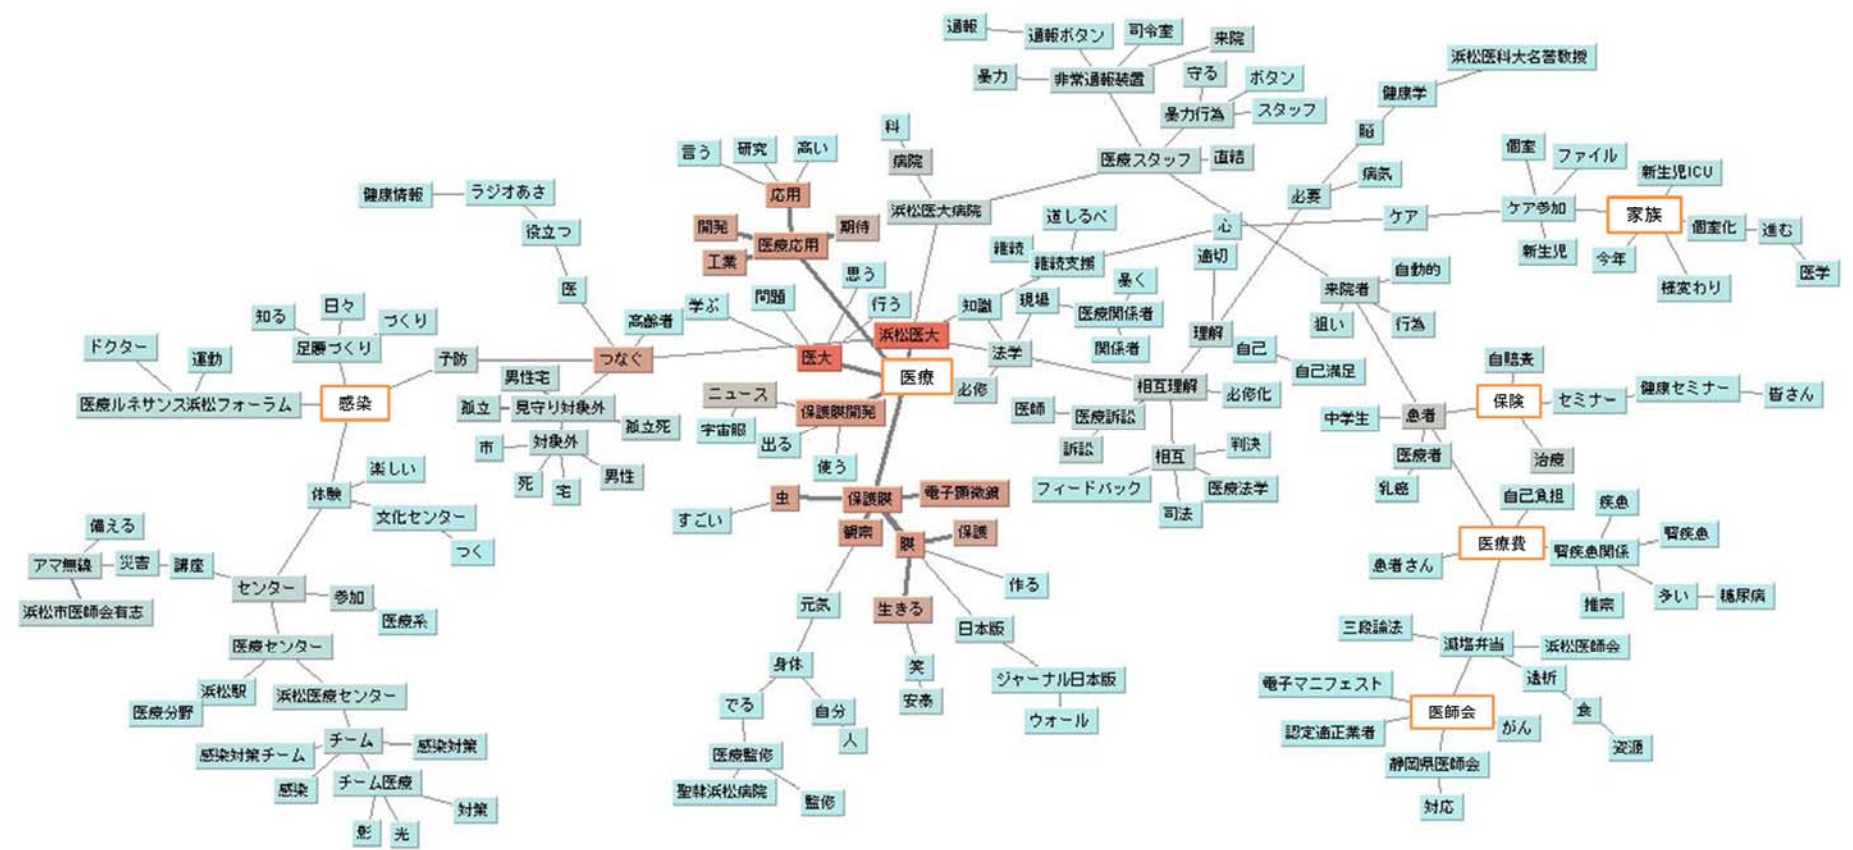 通報
通報ボタン
司令室
来院
暴力
非常通報装置
守る
ボタン
暴力行為
スタッフ
浜松医科大名誉教授
健康学
脳
科
病院
医療スタッフ
直結
必要
病気
個室
ファイル
新生児ICU
ケア参加
家族
個室化
進む
医学
新生児
今年
様変わり
ケア
心
言う
研究
高い
応用
開発
医療応用
期待
工業
浜松医大病院
道しるべ
継続
継続支援
適切
思う
問題
行う
学ぶ
知識
現場
暴く
医療関係者
関係者
理解
自己
自己満足
来院者
自動的
狙い
行為
健康情報
ラジオあさ
役立つ
医
高齢者
つなぐ
日々
知る
づくり
足腰づくり
予防
ドクター
運動
医療ルネサンス浜松フォーラム
感染
浜松医大
医大
医療
法学
必修
相互理解
必修化
医師
医療訴訟
訴訟
相互
判決
フィードバック
医療法学
司法
男性宅
孤立
見守り対象外
孤立死
市
対象外
死
宅
男性
ニュース
保護膜開発
宇宙服
出る
使う
自賠責
保険
セミナー
健康セミナー
皆さん
中学生
患者
医療者
治療
乳癌
楽しい
体験
文化センター
つく
虫
保護膜
電子顕微鏡
すごい
観察
膜
保護
作る
生きる
日本版
笑
安泰
ジャーナル日本版
ウォール
元気
身体
でる
自分
人
医療監修
聖隷浜松病院
監修
自己負担
疾患
医療費
腎疾患関係
腎疾患
患者さん
推察
多い
糖尿病
備える
アマ無線
災害
講座
センター
浜松市医師会有志
参加
医療系
医療センター
浜松駅
医療分野
浜松医療センター
チーム
感染対策チーム
感染対策
感染
チーム医療
対策
影
光
三段論法
減塩弁当
浜松医師会
透析
食
資源
電子マニフェスト
医師会
がん
認定適正業者
静岡県医師会
対応